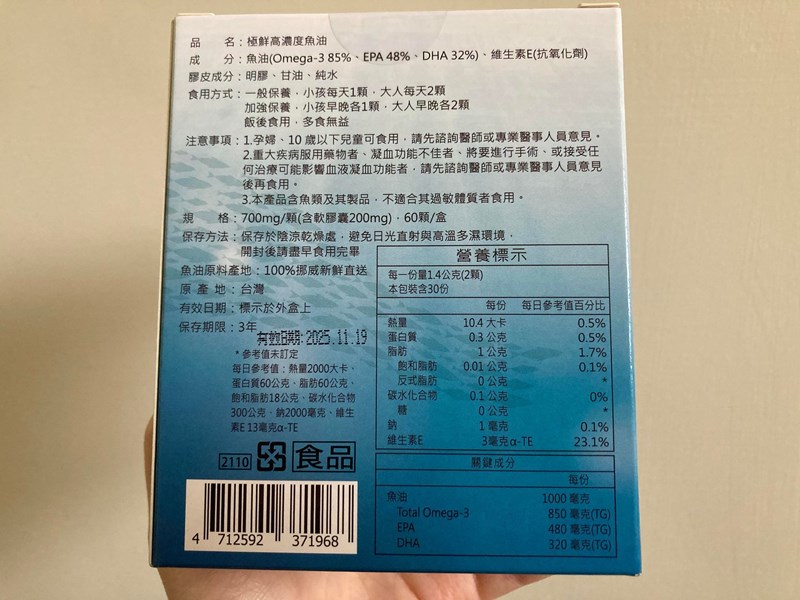 品　　名：極鮮高濃度魚油
成　　分：魚油(Omega-3 85%、EPA 48%、DHA 32%)、維生素E(抗氧化劑)
膠皮成分：明膠、甘油、純水
食用方式：一般保養，小孩每天1顆，大人每天2顆
加強保養，小孩早晚各1顆，大人早晚各2顆
飯後食用、多食無益
注意事項：1.孕婦、10 歲以下兒童可食用，請先諮詢醫師或專業醫事人員意見。
2.重大疾病服用藥物者、凝血功能不佳者、將要進行手術、或接受任
何治療可能影響血液凝血功能者，請先諮詢醫師或專業醫事人員意見
後再食用。
3.本產品含魚類及其製品，不適合其過敏體質者食用。
規　　格：700mg/顆(含軟膠囊200mg)，60顆/盒
保存方法：保存於陰涼乾燥處，避免日光直射與高溫多濕環境，
開封後請盡早食用完畢
魚油原料產地：100%挪威新鮮直送
原 產 地：台灣
有效日期：標示於外盒上
保存期限：3年
有效日期:2025.11.19
*參考值未訂定
每日參考值：熱量2000大卡、
蛋白質60公克、脂肪60公克、
飽和脂肪18公克、碳水化合物
300公克、鈉2000毫克、維生
素E 13毫克α-TE
2110 食品
4 712592 371968
營養標示
每一份量1.4公克(2顆)
本包裝含30份
每份 每日參考值百分比
熱量 10.4 大卡 0.5%
蛋白質 0.3 公克 0.5%
脂肪 1 公克 1.7%
飽和脂肪 0.01 公克 0.1%
反式脂肪 0 公克 *
碳水化合物 0.1 公克 0%
糖 0 公克 *
鈉 1 毫克 0.1%
維生素E 3毫克α-TE 23.1%
關鍵成分
每份
魚油 1000 毫克
Total Omega-3 850 毫克(TG)
EPA 480 毫克(TG)
DHA 320 毫克(TG)